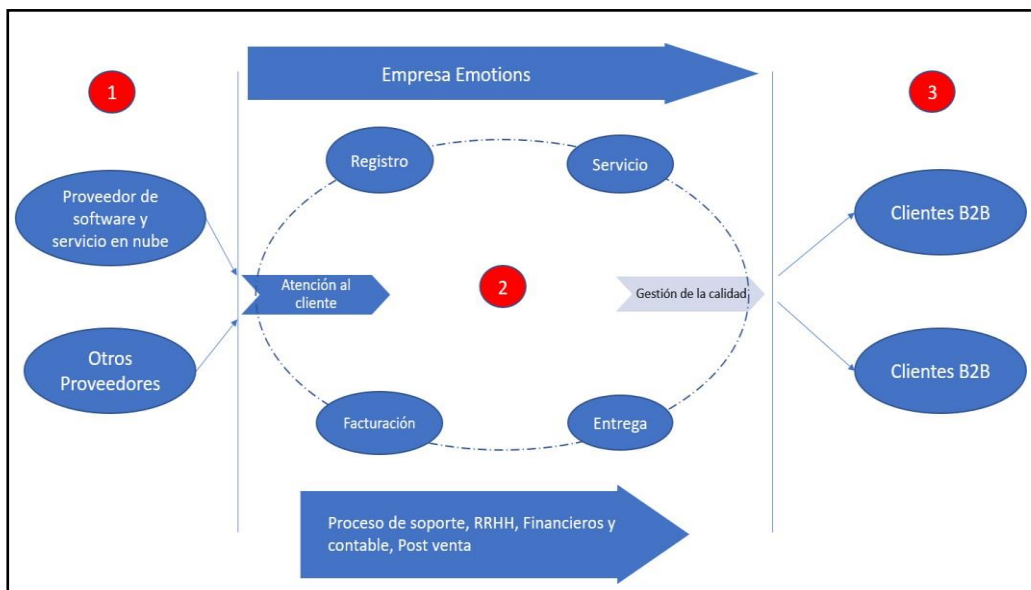 Empresa Emotions
1
3
Registro
Servicio
Proveedor de
software y
servicio en nube
Clientes B2B
Atención al
cliente
2
Gestión de la calidad
Otros
Proveedores
Clientes B2B
Facturación
Entrega
Proceso de soporte, RRHH, Financieros y
contable, Post venta